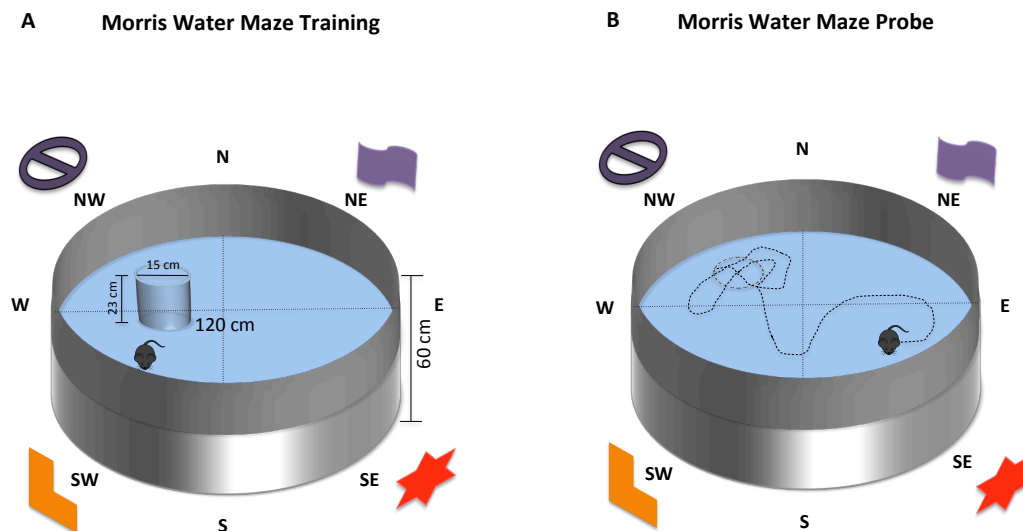 A Morris Water Maze Training
N
NW
NE
15 cm
23 cm
W
120 cm
E
60 cm
SW
SE
S
B Morris Water Maze Probe
N
NW
NE
W
E
SW
SE
S